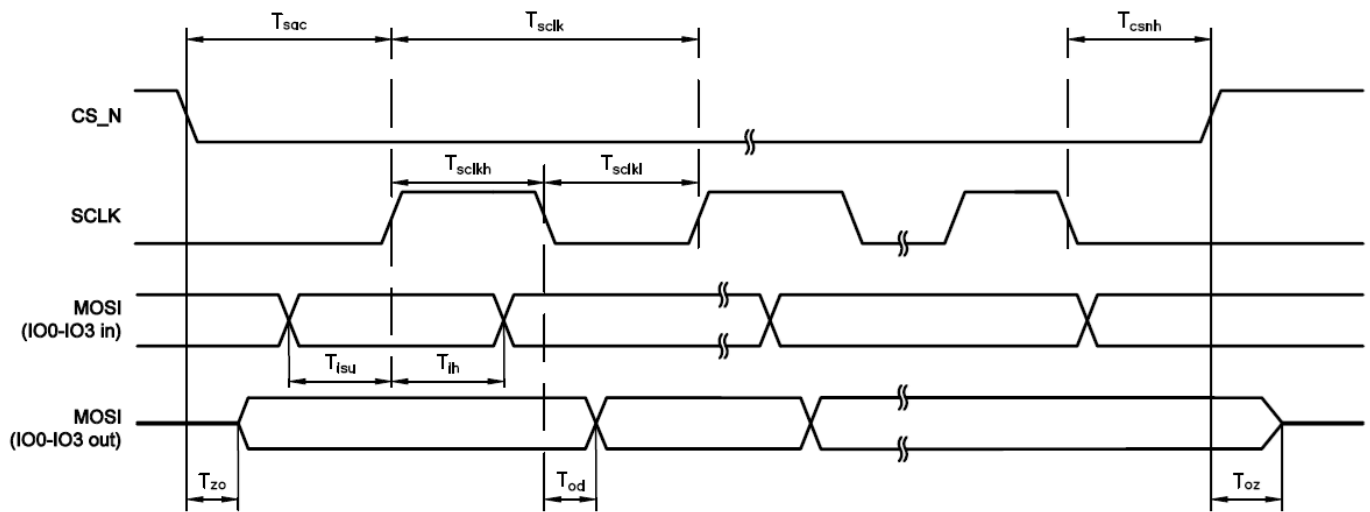 Tsac Tsclk Tcsnh
CS_N
Tsclkh Tsclkl
SCLK
MOSI
(IO0-IO3 in)
Tisu Tih
MOSI
(IO0-IO3 out)
Tzo Tod Toz